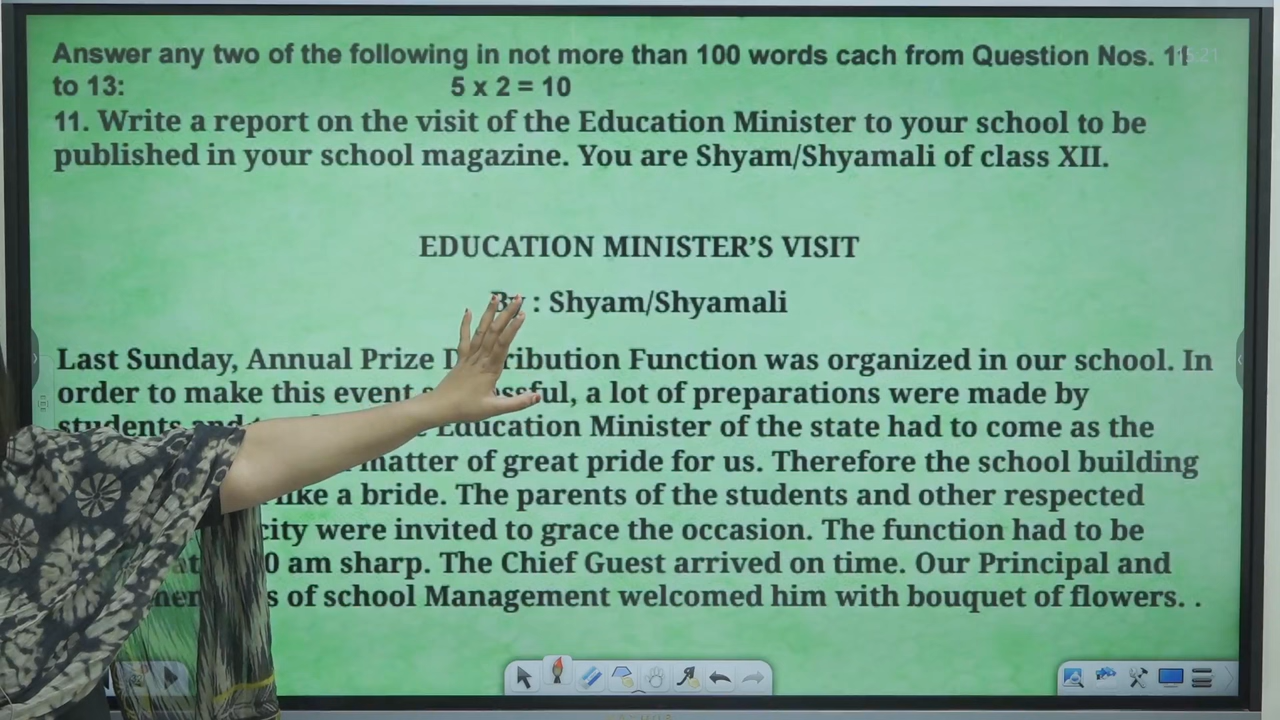 Answer any two of the following in not more than 100 words cach from Question Nos. 11
to 13: 5 x 2 = 10
11. Write a report on the visit of the Education Minister to your school to be
published in your school magazine. You are Shyam/Shyamali of class XII.
EDUCATION MINISTER'S VISIT
By : Shyam/Shyamali
Last Sunday, Annual Prize was organized in our school. In
order to make this event a lot of preparations were made by
students Education Minister of the state had to come as the
matter of great pride for us. Therefore the school building
like a bride. The parents of the students and other respected
city were invited to grace the occasion. The function had to be
am sharp. The Chief Guest arrived on time. Our Principal and
of school Management welcomed him with bouquet of flowers. .